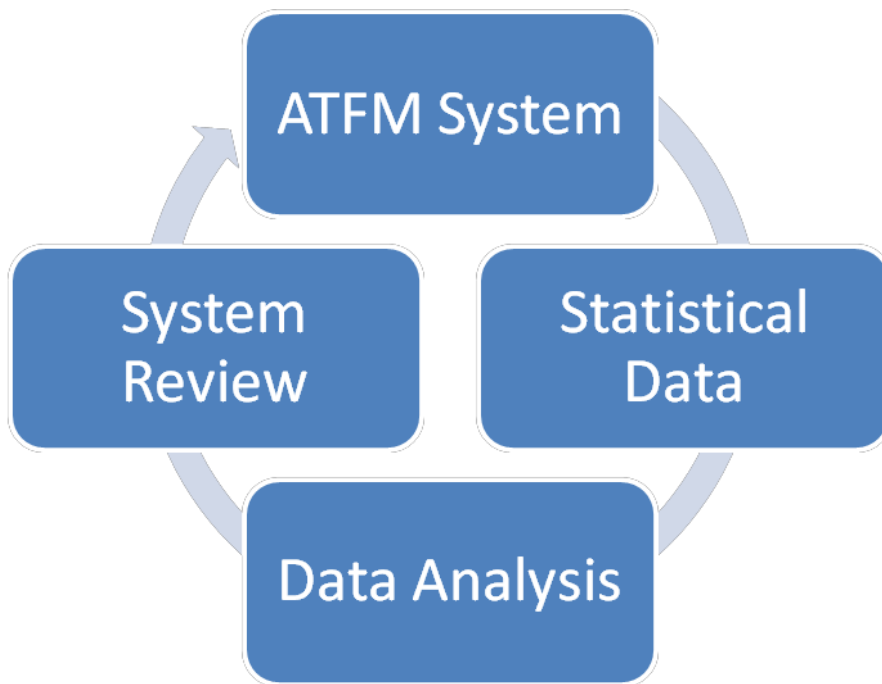 ATFM System
Statistical
Data
Data Analysis
System
Review